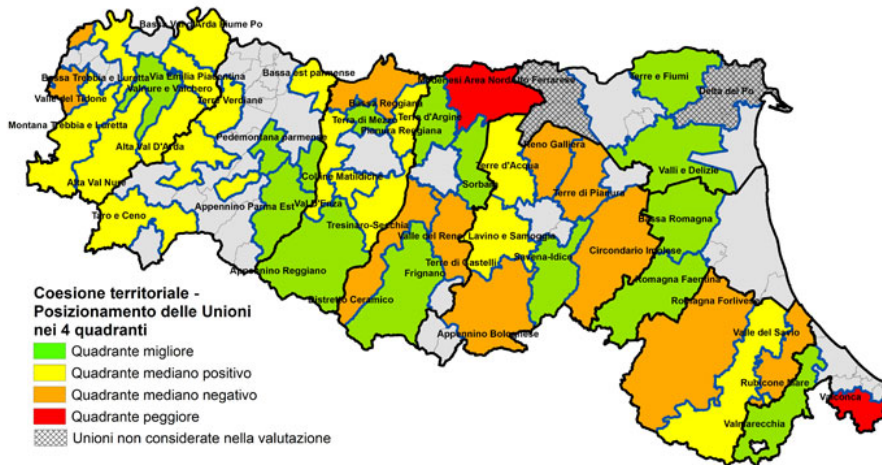 Bassa Val d'Arda Fiume Po
Bassa Trebbia e Luretta
Via Emilia Piacentina
Bassa est parmense
Valnure e Valchero
Valle del Tidone
Terre Verdiane
Montana Trebbia e Luretta
Pedemontana parmense
Alta Val D'Arda
Alta Val Nure
Taro e Ceno
Appennino Parma Est
Colline Matildiche
Val D'Enza
Appennino Reggiano
Tresinaro-Secchia
Bassa Reggiana
Terra di Mezzo
Pianura Reggiana
Terre d'Argine
Modenesi Area Nord
Alto Ferrarese
Terre e Fiumi
Delta del Po
Reno Galliera
Terre d'Acqua
Sorbara
Terre di Pianura
Valli e Delizie
Bassa Romagna
Valle del Reno, Lavino e Samoggia
Savena-Idice
Circondario Imolese
Terre di Castelli
Frignano
Distretto Ceramico
Appennino Bolognese
Romagna Faentina
Romagna Forlivese
Valle del Savio
Rubicone Mare
Valmarecchia
Valconca
Coesione territoriale -
Posizionamento delle Unioni
nei 4 quadranti
Quadrante migliore
Quadrante mediano positivo
Quadrante mediano negativo
Quadrante peggiore
Unioni non considerate nella valutazione